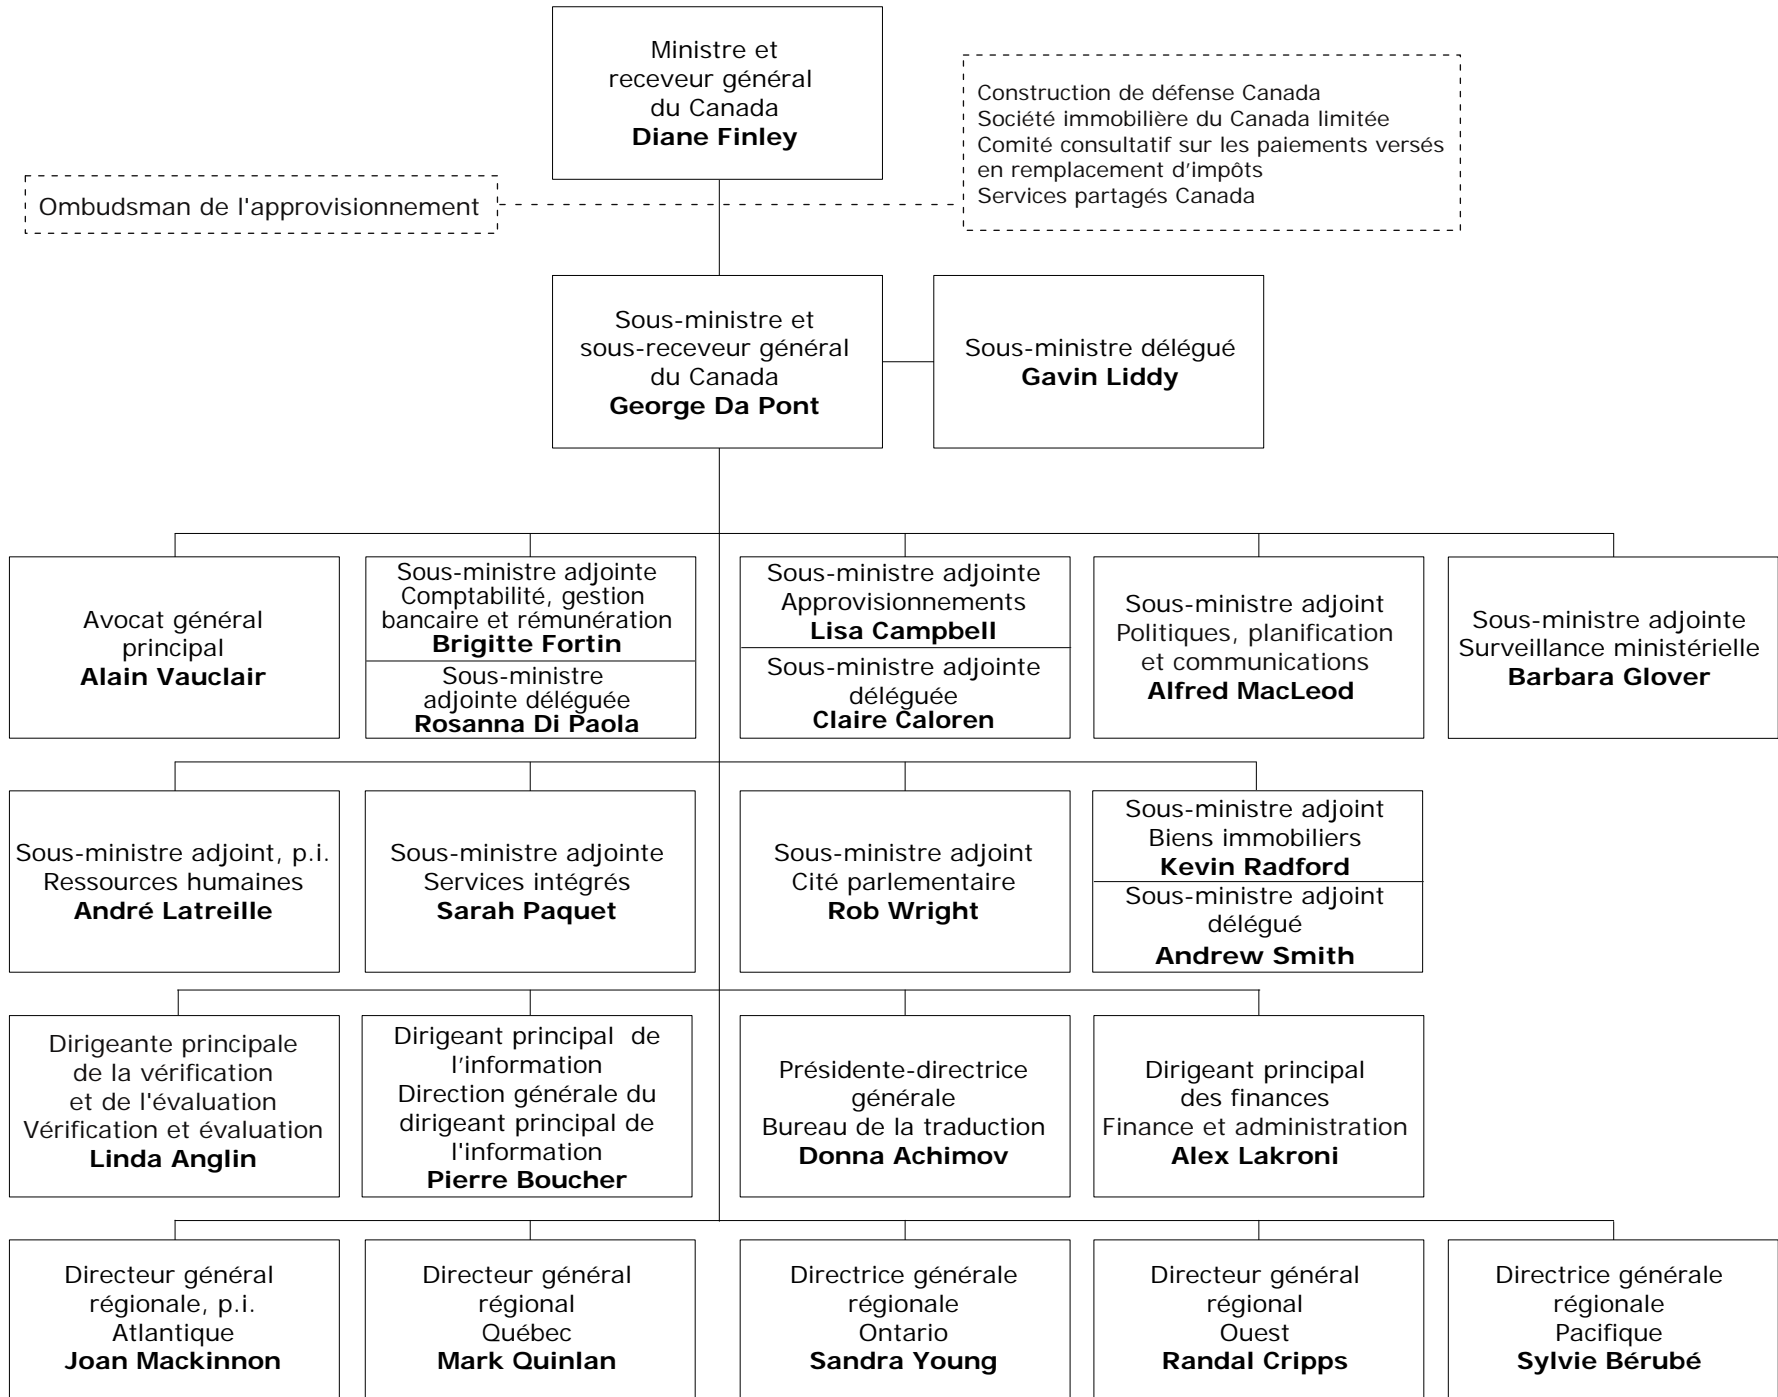 Ministre et
receveur général
du Canada
Diane Finley
Construction de défense Canada
Société immobilière du Canada limitée
Comité consultatif sur les paiements versés
en remplacement d'impôts
Services partagés Canada
Ombudsman de l'approvisionnement
Sous-ministre et
sous-receveur général
du Canada
George Da Pont
Sous-ministre délégué
Gavin Liddy
Avocat général
principal
Alain Vauclair
Sous-ministre adjointe
Comptabilité, gestion
bancaire et rémunération
Brigitte Fortin
Sous-ministre
adjointe déléguée
Rosanna Di Paola
Sous-ministre adjointe
Approvisionnements
Lisa Campbell
Sous-ministre adjointe
déléguée
Claire Caloren
Sous-ministre adjoint
Politiques, planification
et communications
Alfred MacLeod
Sous-ministre adjointe
Surveillance ministérielle
Barbara Glover
Sous-ministre adjoint, p.i.
Ressources humaines
André Latreille
Sous-ministre adjointe
Services intégrés
Sarah Paquet
Sous-ministre adjoint
Cité parlementaire
Rob Wright
Sous-ministre adjoint
Biens immobiliers
Kevin Radford
Sous-ministre adjoint
délégué
Andrew Smith
Dirigeante principale
de la vérification
et de l'évaluation
Vérification et évaluation
Linda Anglin
Dirigeant principal de
l'information
Direction générale du
dirigeant principal de
l'information
Pierre Boucher
Présidente-directrice
générale
Bureau de la traduction
Donna Achimov
Dirigeant principal
des finances
Finance et administration
Alex Lakroni
Directeur général
régionale, p.i.
Atlantique
Joan Mackinnon
Directeur général
régional
Québec
Mark Quinlan
Directrice générale
régionale
Ontario
Sandra Young
Directeur général
régional
Ouest
Randal Cripps
Directrice générale
régionale
Pacifique
Sylvie Bérubé